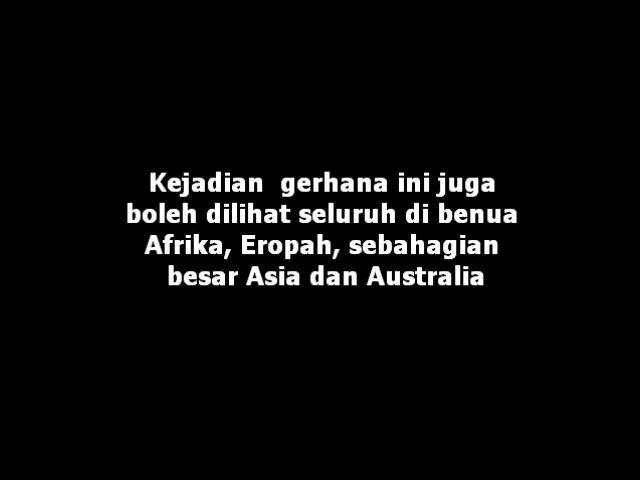 Kejadian  gerhana ini juga
boleh dilihat seluruh di benua
Afrika, Eropah, sebahagian
besar Asia dan Australia